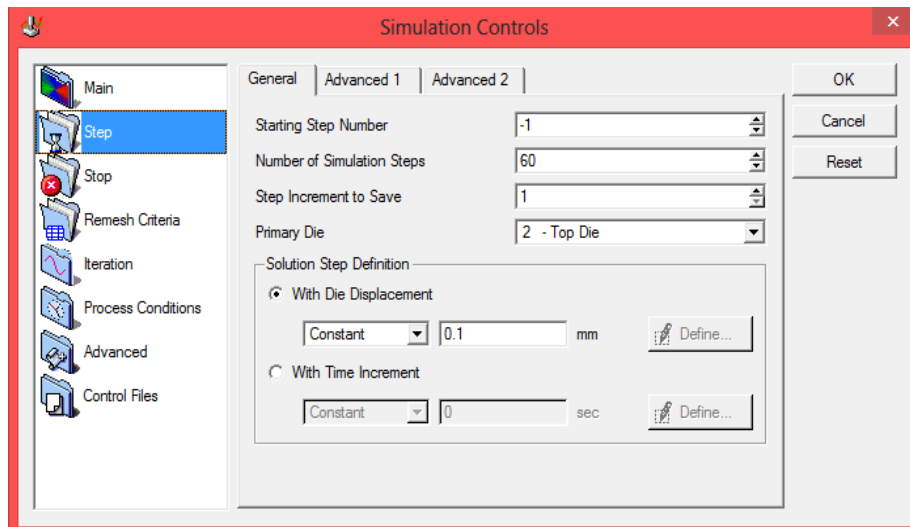 Simulation Controls
Main
Step
Stop
Remesh Criteria
Iteration
Process Conditions
Advanced
Control Files
General Advanced 1 Advanced 2
Starting Step Number -1
Number of Simulation Steps 60
Step Increment to Save 1
Primary Die 2 - Top Die
Solution Step Definition
With Die Displacement
Constant 0.1 mm Define...
With Time Increment
Constant 0 sec Define...
OK
Cancel
Reset